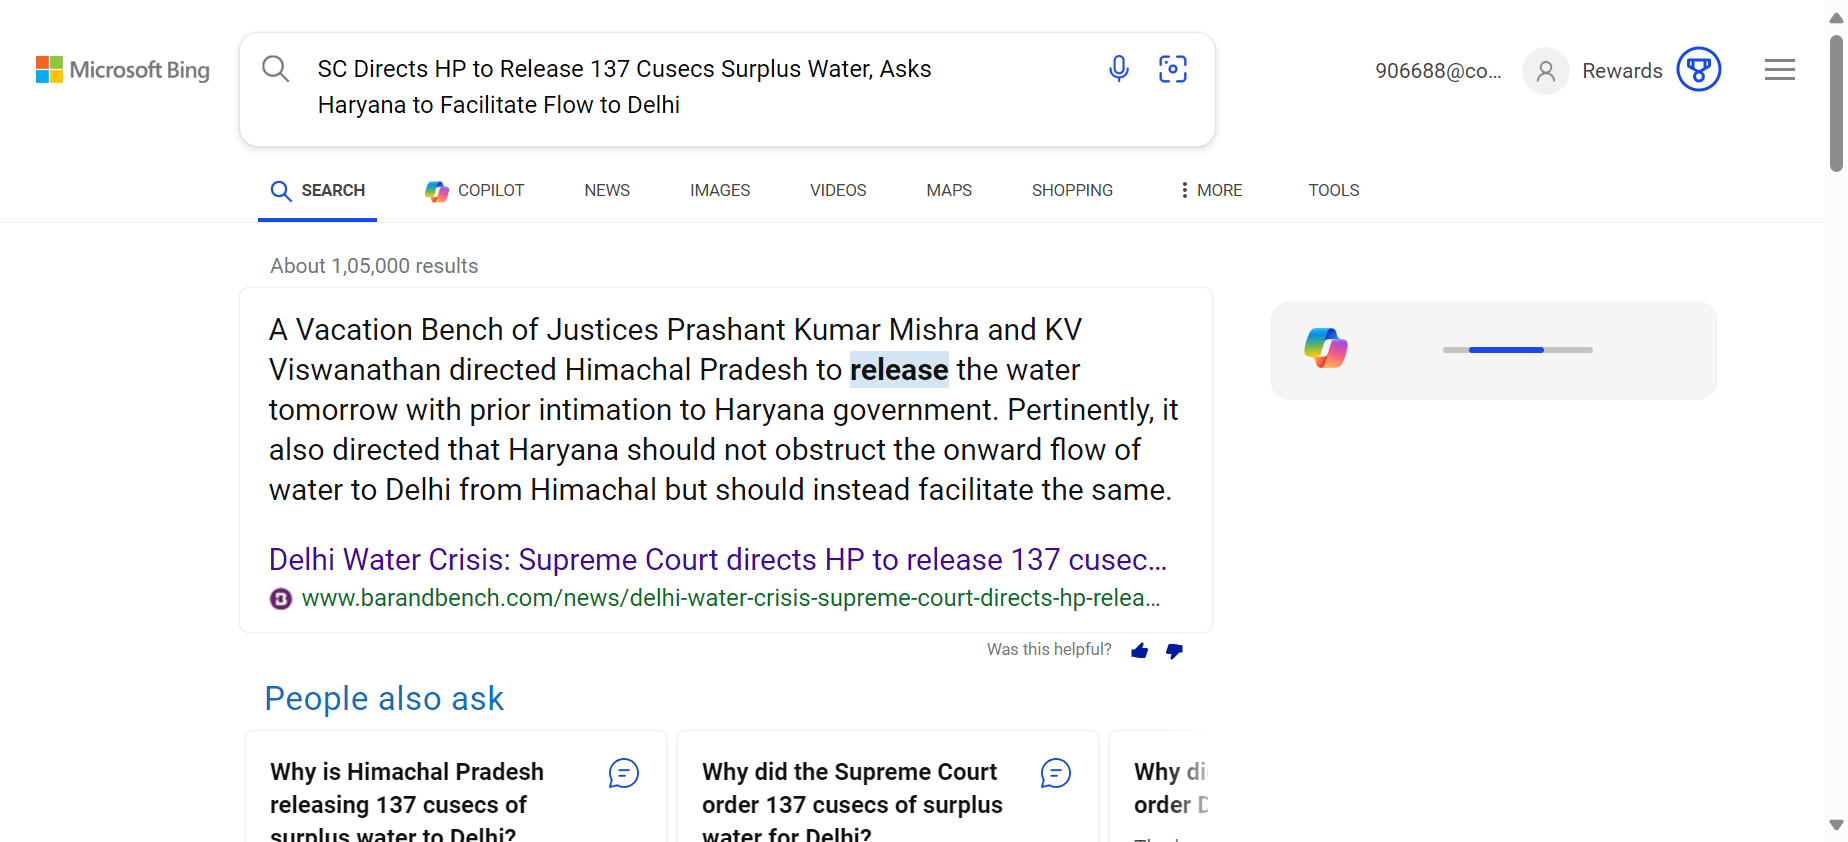 Microsoft Bing
SC Directs HP to Release 137 Cusecs Surplus Water, Asks
Haryana to Facilitate Flow to Delhi
906688@co...
Rewards
SEARCH
COPILOT
NEWS
IMAGES
VIDEOS
MAPS
SHOPPING
MORE
TOOLS
About 1,05,000 results
A Vacation Bench of Justices Prashant Kumar Mishra and KV
Viswanathan directed Himachal Pradesh to release the water
tomorrow with prior intimation to Haryana government. Pertinently, it
also directed that Haryana should not obstruct the onward flow of
water to Delhi from Himachal but should instead facilitate the same.
Delhi Water Crisis: Supreme Court directs HP to release 137 cusec...
www.barandbench.com/news/delhi-water-crisis-supreme-court-directs-hp-relea...
Was this helpful?
People also ask
Why is Himachal Pradesh
releasing 137 cusecs of
surplus water to Delhi?
Why did the Supreme Court
order 137 cusecs of surplus
water for Delhi?
Why
order